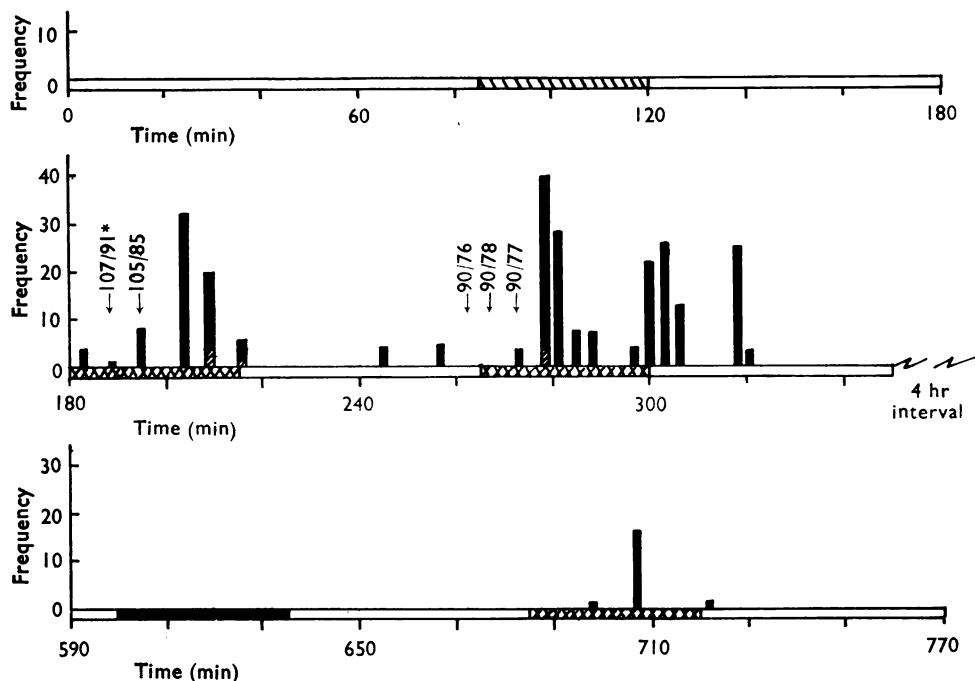 Frequency
10
0
0 60 120 180
Time (min)
Frequency
40
30
20
10
0
←107/91*
←105/85
←90/76
←90/78
←90/77
180 240 300
4 hr
interval
Time (min)
Frequency
30
20
10
0
590 650 710 770
Time (min)